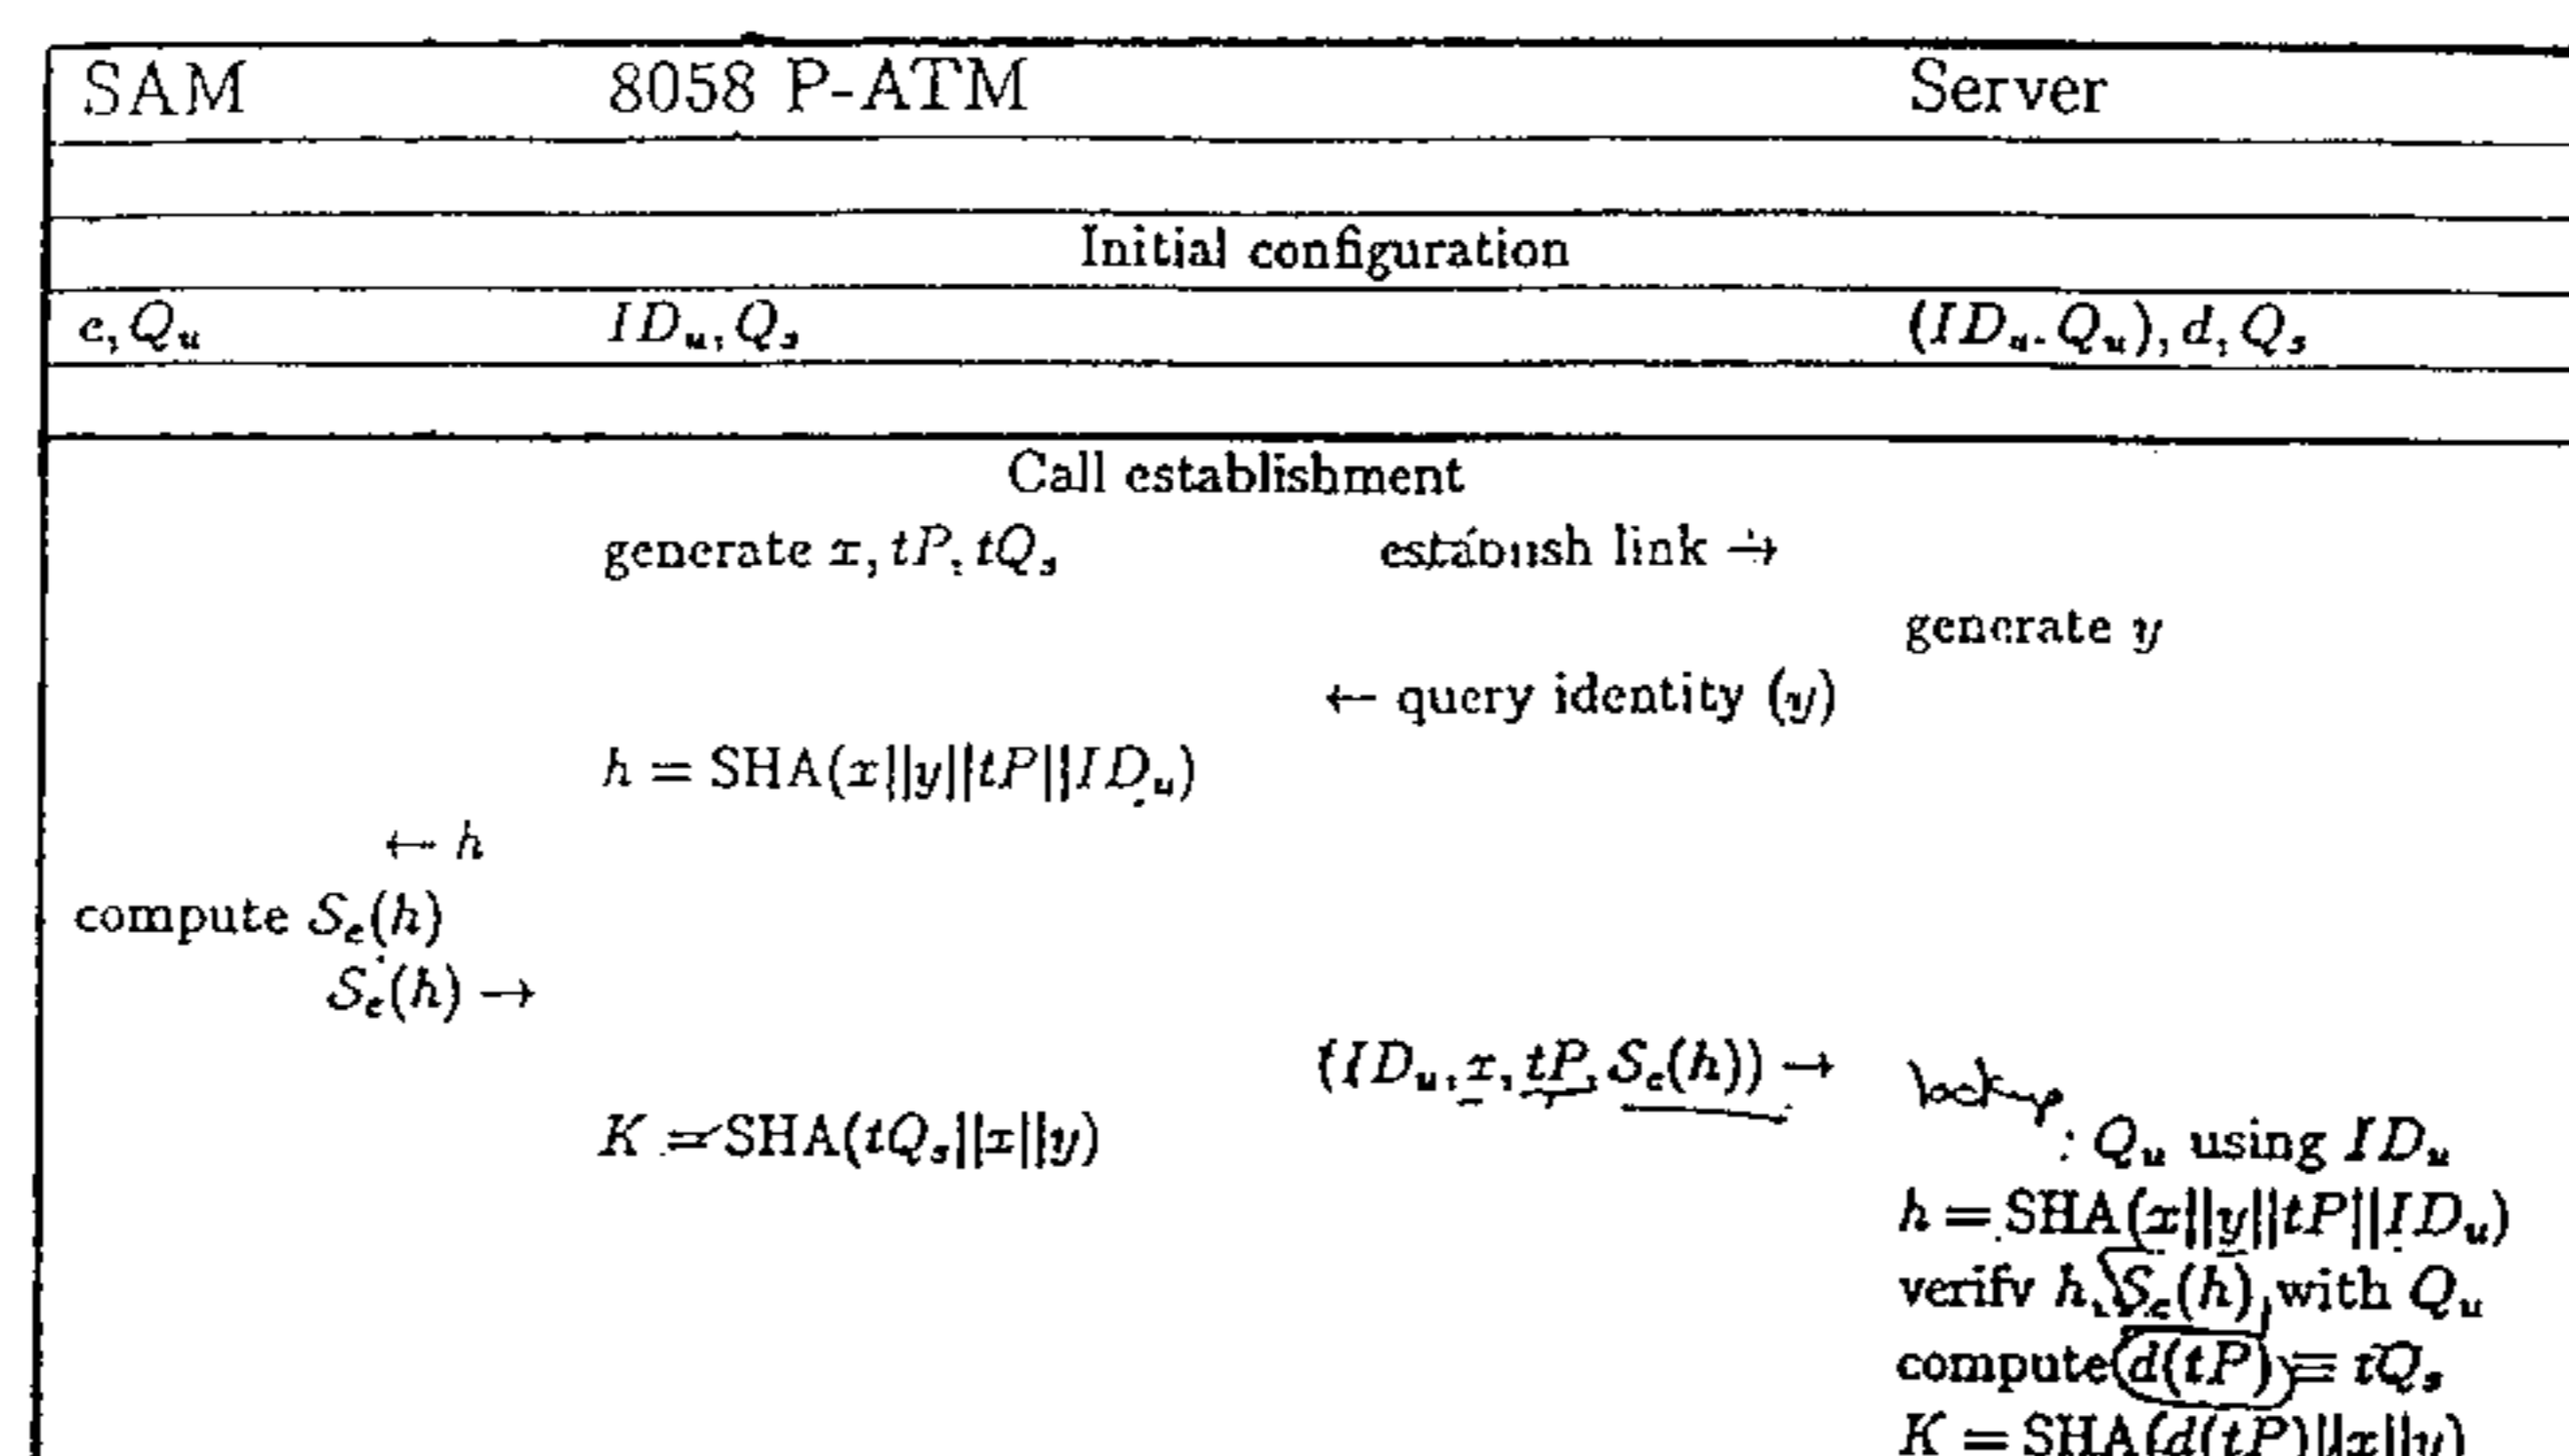 SAM 8058 P-ATM Server
Initial configuration
e, Q_u ID_u, Q_s (ID_u, Q_u), d, Q_s
Call establishment
generate x, tP, tQ_s establish link →
generate y
← query identity (y)
h = SHA(x||y||tP||ID_u)
← h
compute S_e(h)
S_e(h) →
(ID_u, x, tP, S_e(h)) →
lookup
K = SHA(tQ_s||x||y)
: Q_u using ID_u
h = SHA(x||y||tP||ID_u)
verify h, S_e(h) with Q_u
compute d(tP) = tQ_s
K = SHA(d(tP)||x||y)